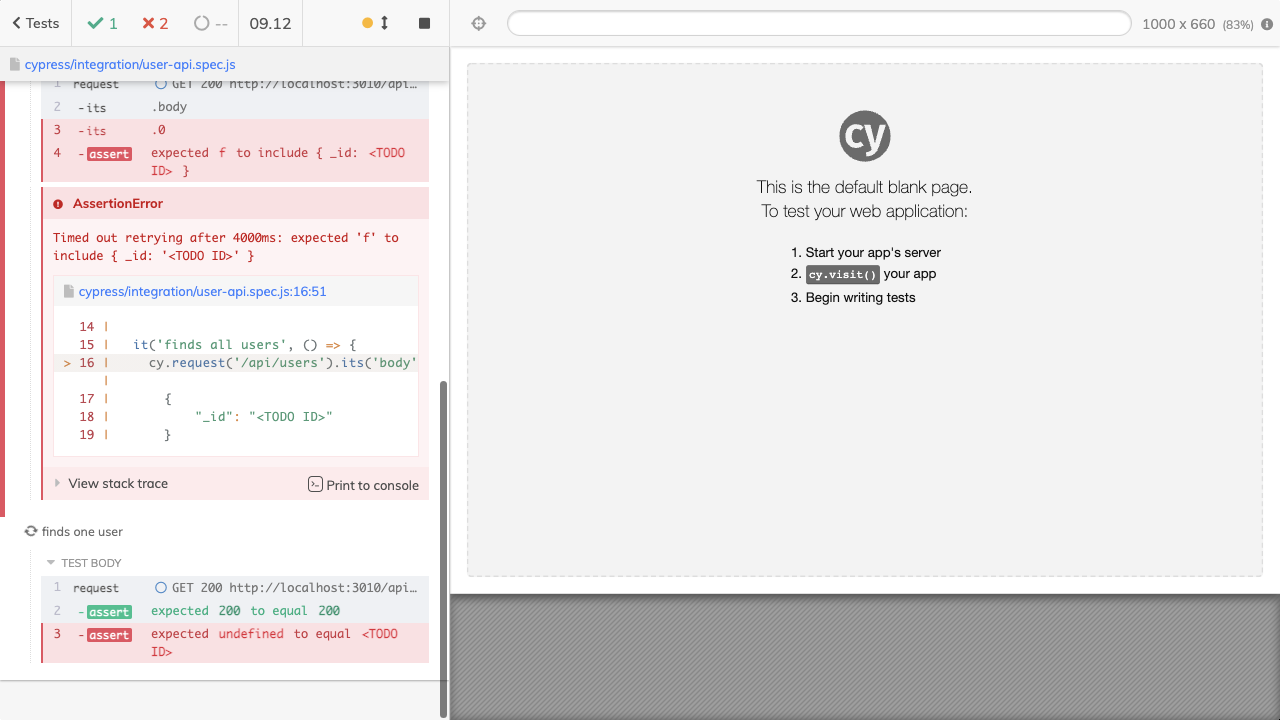 Tests
1
2
--
09.12
1000 x 660 (83%)
cypress/integration/user-api.spec.js
1 request GET 200 http://localhost:3010/api…
2 -its .body
3 -its .0
4 -assert expected f to include { _id: <TODO
ID> }
AssertionError
Timed out retrying after 4000ms: expected 'f' to
include { _id: '<TODO ID>' }
cypress/integration/user-api.spec.js:16:51
14 |
15 | it('finds all users', () => {
> 16 | cy.request('/api/users').its('body'
|
17 | {
18 | "_id": "<TODO ID>"
19 | }
View stack trace
Print to console
finds one user
TEST BODY
1 request GET 200 http://localhost:3010/api…
2 -assert expected 200 to equal 200
3 -assert expected undefined to equal <TODO
ID>
cy
This is the default blank page.
To test your web application:
1. Start your app's server
2. cy.visit() your app
3. Begin writing tests